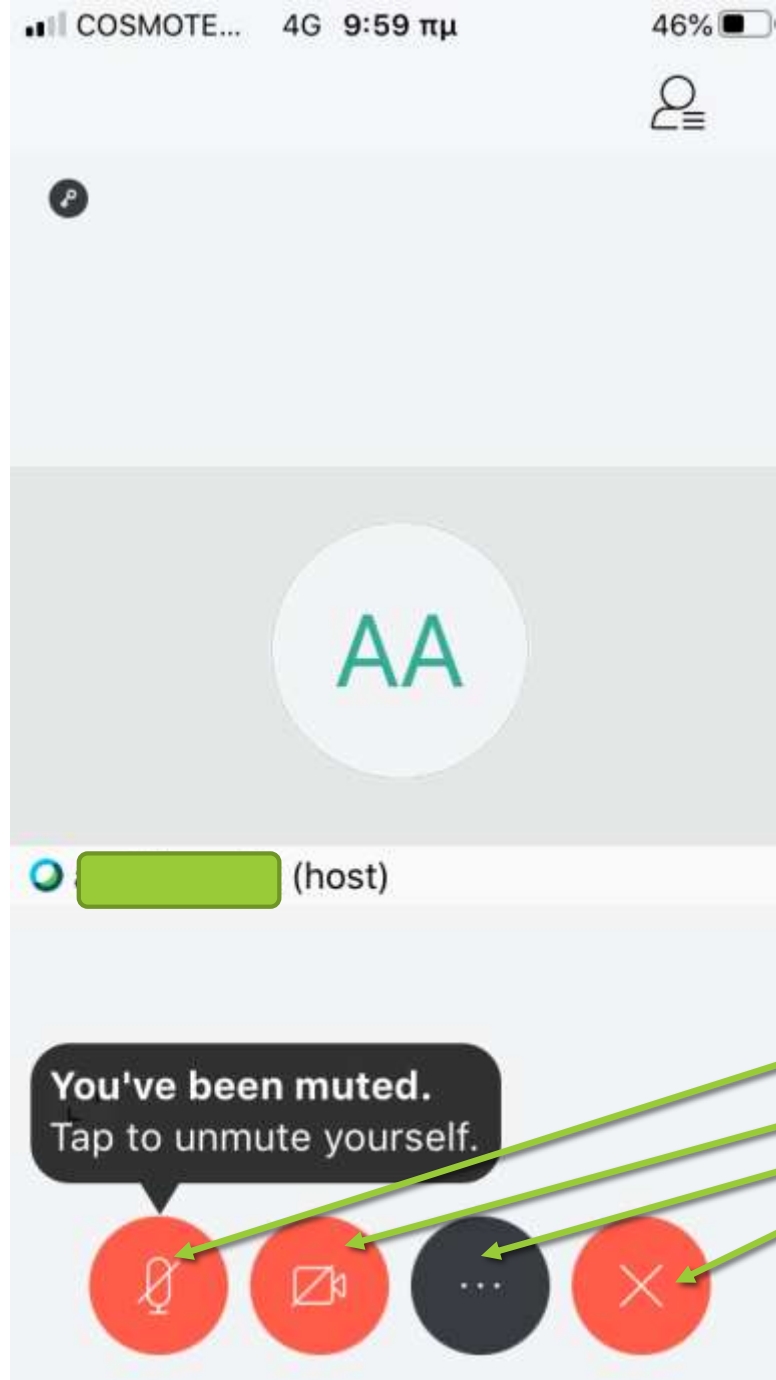 COSMOTE... 4G 9:59 πμ 46%
AA
(host)
You've been muted.
Tap to unmute yourself.